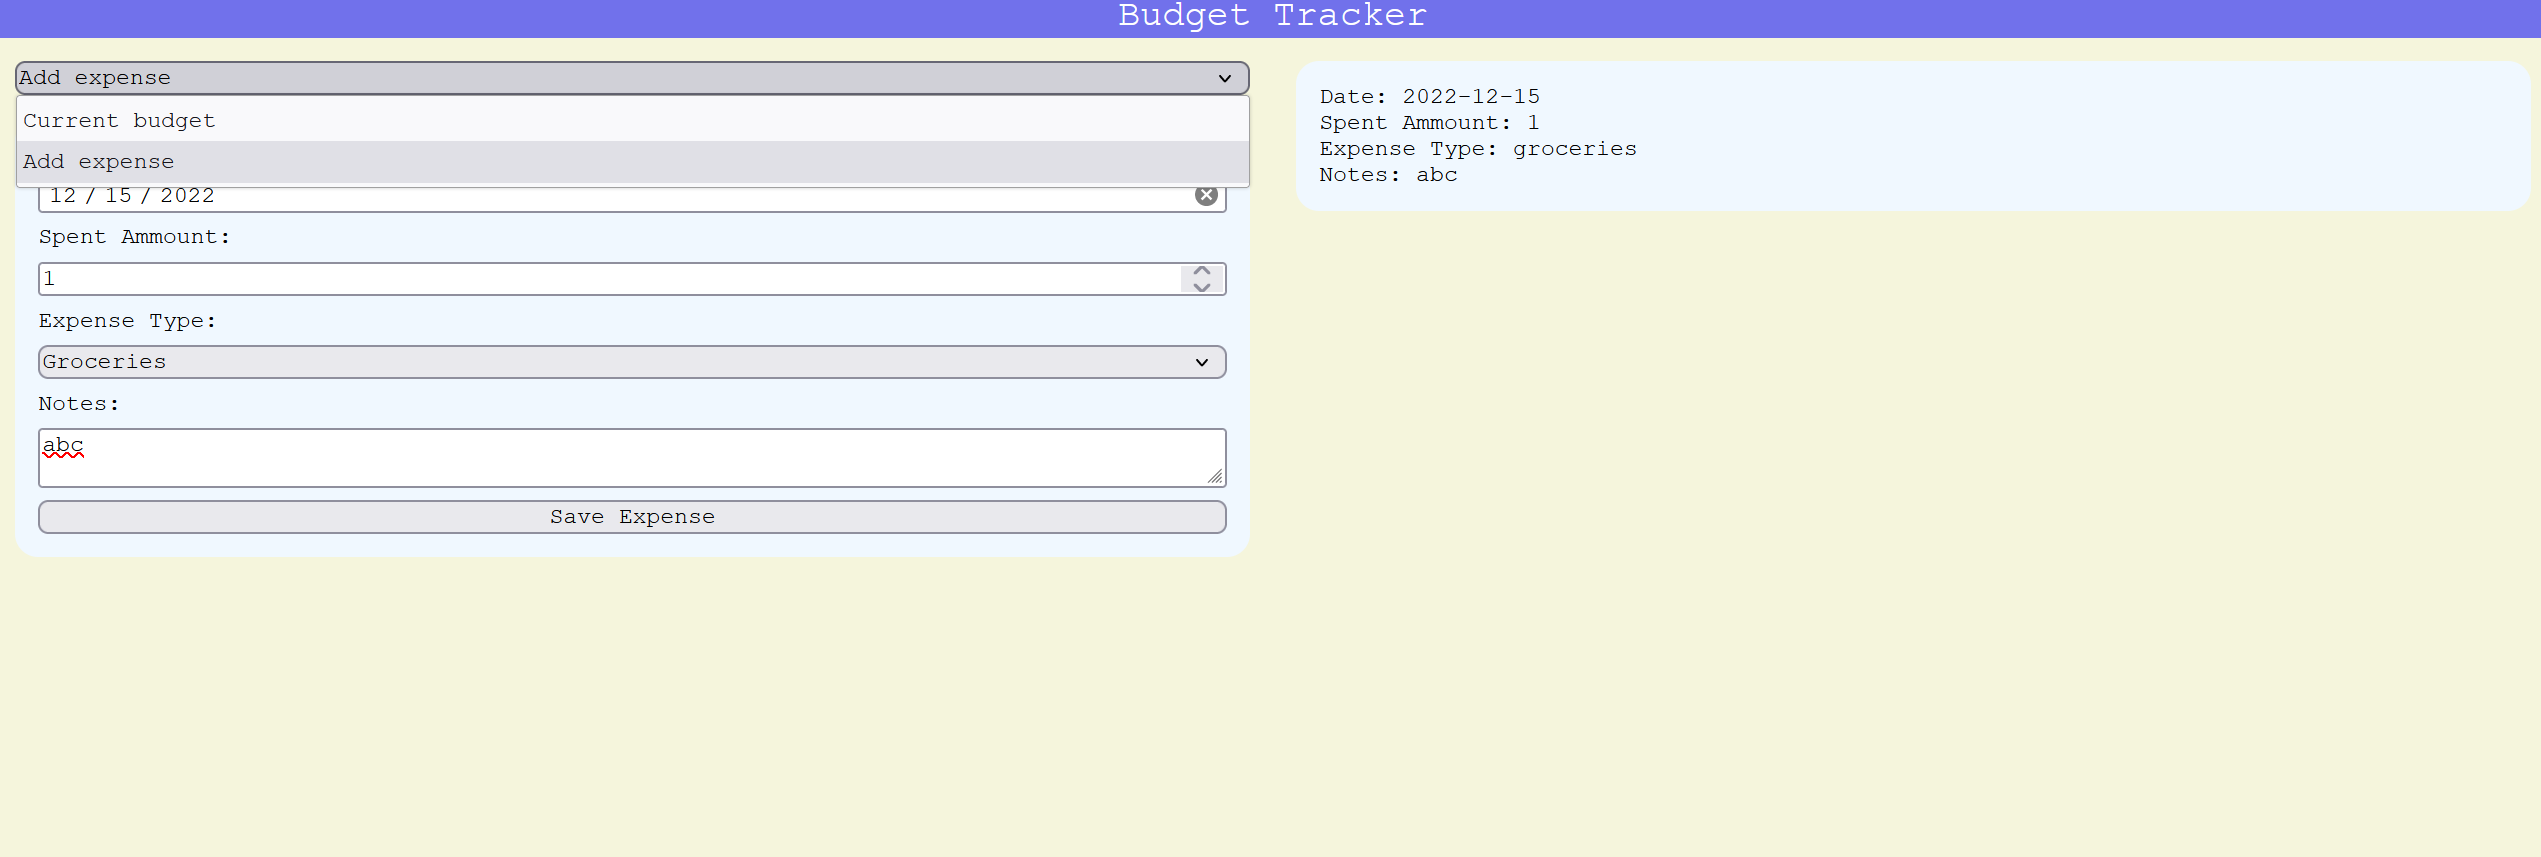 Budget Tracker
Add expense
Current budget
Add expense
12 / 15 / 2022
Spent Ammount:
1
Expense Type:
Groceries
Notes:
abc
Save Expense
Date: 2022-12-15
Spent Ammount: 1
Expense Type: groceries
Notes: abc